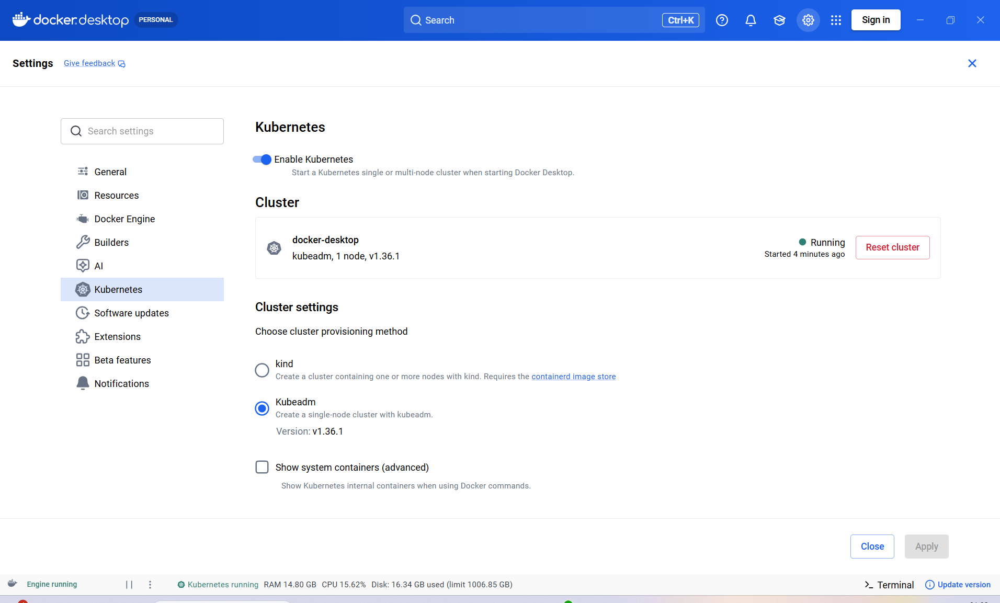 docker.desktop PERSONAL
Search Ctrl+K
Sign in
Settings Give feedback
Search settings
General
Resources
Docker Engine
Builders
AI
Kubernetes
Software updates
Extensions
Beta features
Notifications
Kubernetes
Enable Kubernetes
Start a Kubernetes single or multi-node cluster when starting Docker Desktop.
Cluster
docker-desktop
kubeadm, 1 node, v1.36.1
Running
Started 4 minutes ago
Reset cluster
Cluster settings
Choose cluster provisioning method
kind
Create a cluster containing one or more nodes with kind. Requires the containerd image store
Kubeadm
Create a single-node cluster with kubeadm.
Version: v1.36.1
Show system containers (advanced)
Show Kubernetes internal containers when using Docker commands.
Close Apply
Engine running Kubernetes running RAM 14.80 GB CPU 15.62% Disk: 16.34 GB used (limit 1006.85 GB) Terminal Update version